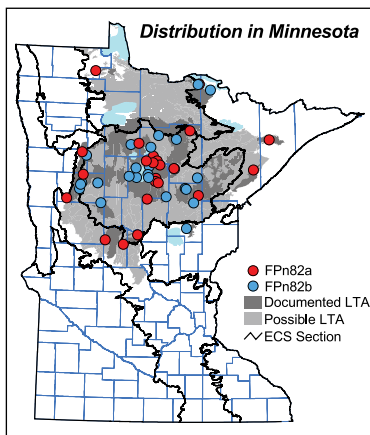 Distribution in Minnesota
FPn82a
FPn82b
Documented LTA
Possible LTA
ECS Section